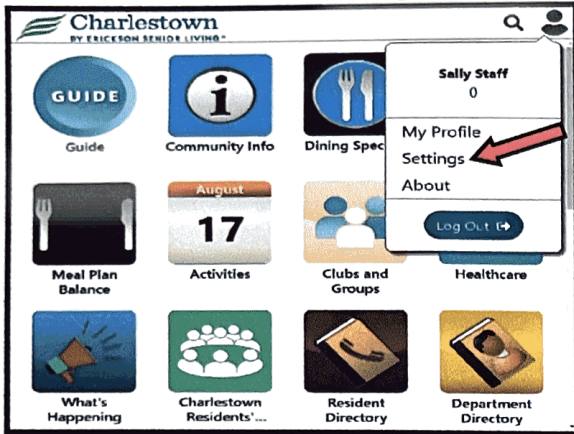 Charlestown
BY ERICKSON SENIOR LIVING®
GUIDE
Guide
Community Info
Dining Spec
Sally Staff
0
My Profile
Settings
About
Log Out
Meal Plan
Balance
August
17
Activities
Clubs and
Groups
Healthcare
What's
Happening
Charlestown
Residents'...
Resident
Directory
Department
Directory